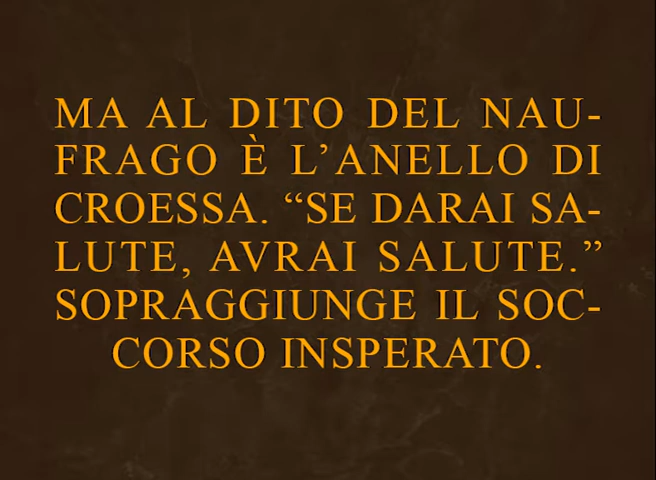 MA AL DITO DEL NAU-
FRAGO È L’ANELLO DI
CROESSA. “SE DARAI SA-
LUTE, AVRAI SALUTE.”
SOPRAGGIUNGE IL SOC-
CORSO INSPERATO.